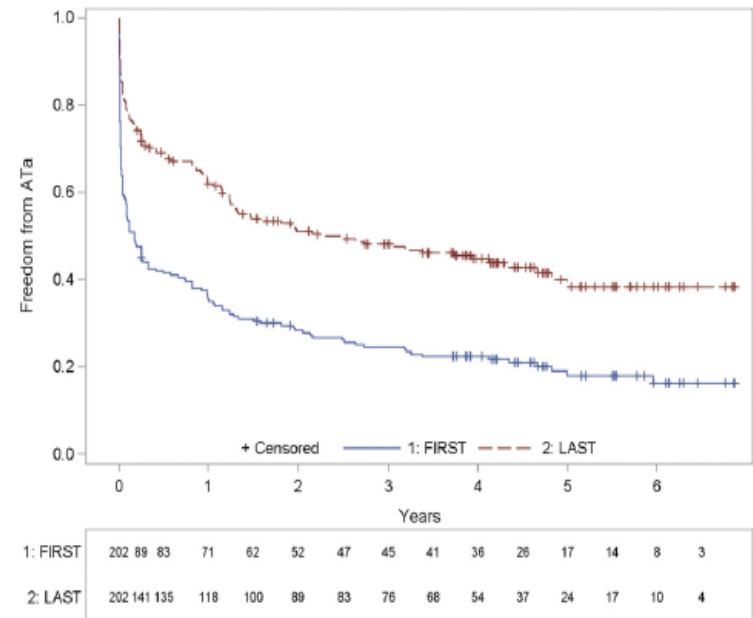 1.0
0.8
0.6
0.4
0.2
0.0
Freedom from ATa
+ Censored 1: FIRST 2: LAST
0 1 2 3 4 5 6
Years
1: FIRST 202 89 83 71 62 52 47 45 41 36 26 17 14 8 3
2: LAST 202 141 135 118 100 89 83 76 68 54 37 24 17 10 4